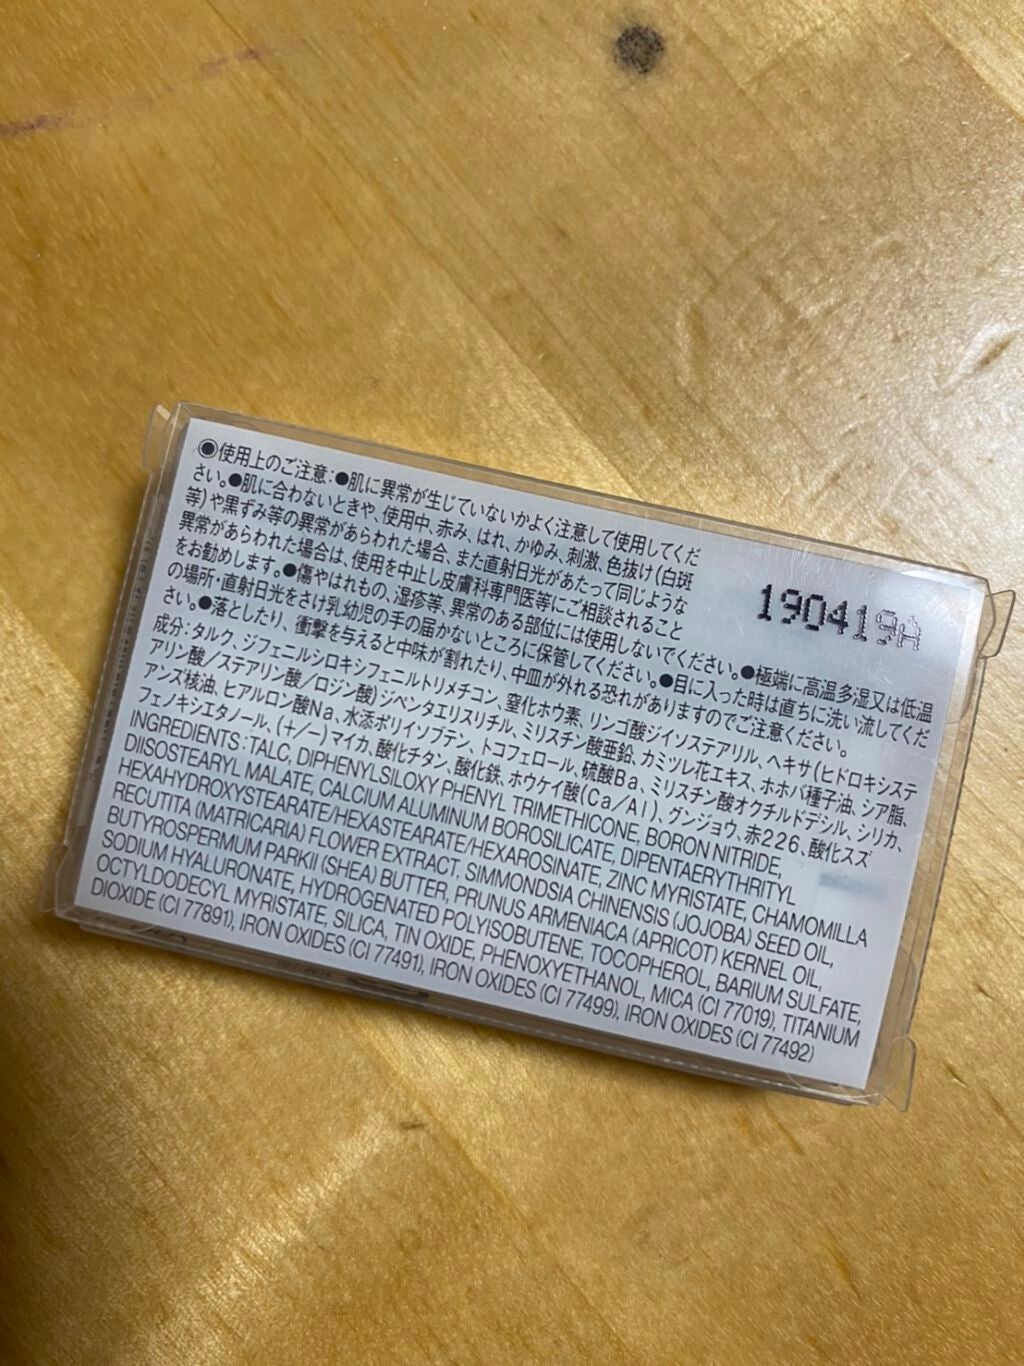 ◉使用上のご注意:●肌に異常が生じていないかよく注意して使用してくだ
さい。●肌に合わないときや、使用中、赤み、はれ、かゆみ、刺激、色抜け(白斑
等)や黒ずみ等の異常があらわれた場合、また直射日光があたって同じような
異常があらわれた場合は、使用を中止し皮膚科専門医等にご相談されること
をお勧めします。●傷やはれもの、湿疹等、異常のある部位には使用しないでください。●極端に高温多湿又は低温
の場所・直射日光をさけ乳幼児の手の届かないところに保管してください。●目に入った時は直ちに洗い流してくだ
さい。●落としたり、衝撃を与えると中味が割れたり、中皿が外れる恐れがありますのでご注意ください。
190419A
成分:タルク、ジフェニルシロキシフェニルトリメチコン、窒化ホウ素、リンゴ酸ジイソステアリル、ヘキサ(ヒドロキシステ
アリン酸/ステアリン酸/ロジン酸)ジペンタエリスリチル、ミリスチン酸亜鉛、カミツレ花エキス、ホホバ種子油、シア脂、
アンズ核油、ヒアルロン酸Na、水添ポリイソブテン、トコフェロール、硫酸Ba、ミリスチン酸オクチルドデシル、シリカ、
フェノキシエタノール、(+/−)マイカ、酸化チタン、酸化鉄、ホウケイ酸(Ca/Al)、グンジョウ、赤226、酸化スズ
INGREDIENTS:TALC, DIPHENYLSILOXY PHENYL TRIMETHICONE, BORON NITRIDE,
DIISOSTEARYL MALATE, CALCIUM ALUMINUM BOROSILICATE, DIPENTAERYTHRITYL
HEXAHYDROXYSTEARATE/HEXASTEARATE/HEXAROSINATE, ZINC MYRISTATE, CHAMOMILLA
RECUTITA (MATRICARIA) FLOWER EXTRACT, SIMMONDSIA CHINENSIS (JOJOBA) SEED OIL,
BUTYROSPERMUM PARKII (SHEA) BUTTER, PRUNUS ARMENIACA (APRICOT) KERNEL OIL,
SODIUM HYALURONATE, HYDROGENATED POLYISOBUTENE, TOCOPHEROL, BARIUM SULFATE,
OCTYLDODECYL MYRISTATE, SILICA, TIN OXIDE, PHENOXYETHANOL, MICA (CI 77019), TITANIUM
DIOXIDE (CI 77891), IRON OXIDES (CI 77491), IRON OXIDES (CI 77499), IRON OXIDES (CI 77492)